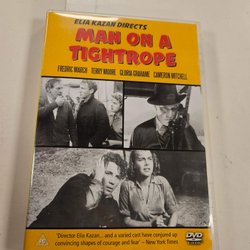 ELIA KAZAN DIRECTS
MAN ON A
TIGHTROPE
FREDRIC MARCH TERRY MOORE GLORIA GRAHAME CAMERON MITCHELL
'Director Elia Kazan... and a varied cast have conjured up
convincing shapes of courage and fear' – New York Times
PG
DVD